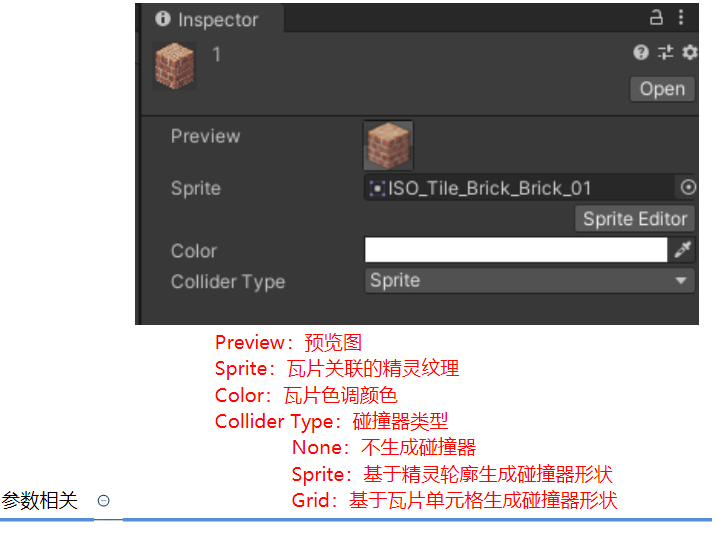 Inspector
1
Open
Preview
Sprite
ISO_Tile_Brick_Brick_01
Sprite Editor
Color
Collider Type
Sprite
Preview：预览图
Sprite：瓦片关联的精灵纹理
Color：瓦片色调颜色
Collider Type：碰撞器类型
None：不生成碰撞器
Sprite：基于精灵轮廓生成碰撞器形状
Grid：基于瓦片单元格生成碰撞器形状
参数相关